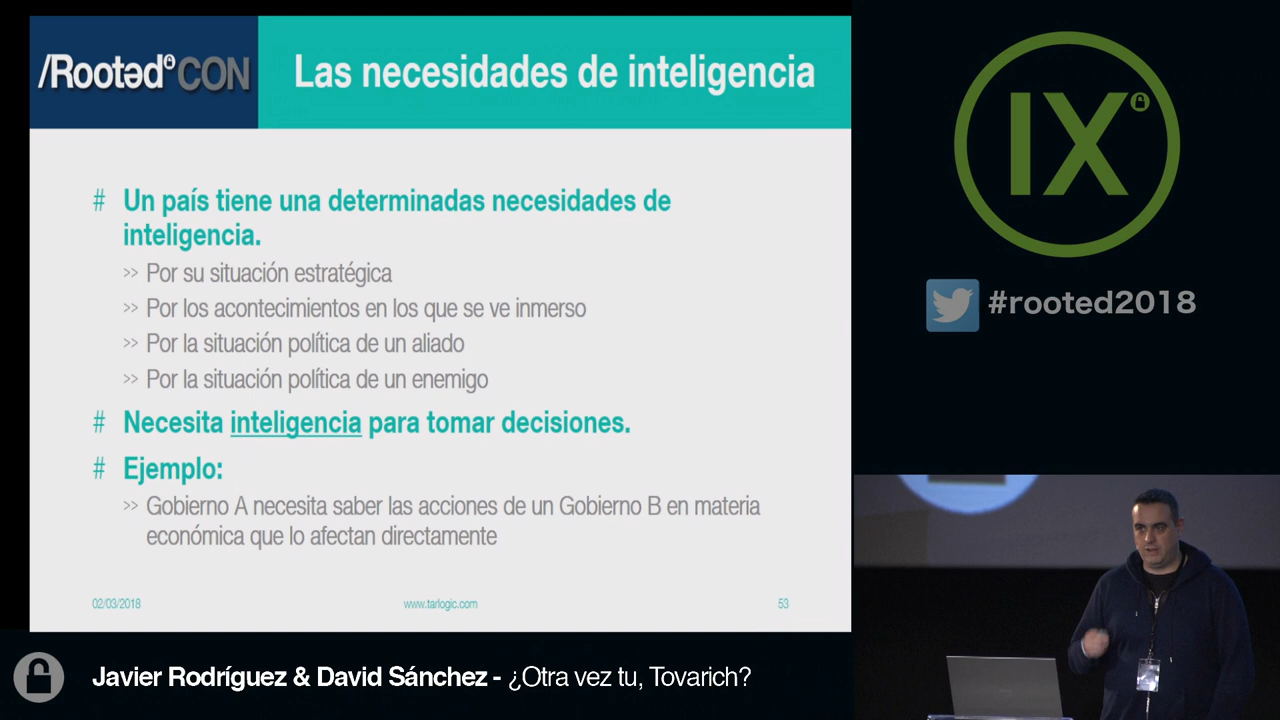 /Rootəd CON
Las necesidades de inteligencia
# Un país tiene una determinadas necesidades de
inteligencia.
>> Por su situación estratégica
>> Por los acontecimientos en los que se ve inmerso
>> Por la situación política de un aliado
>> Por la situación política de un enemigo
# Necesita inteligencia para tomar decisiones.
# Ejemplo:
>> Gobierno A necesita saber las acciones de un Gobierno B en materia
económica que lo afectan directamente
02/03/2018
www.tarlogic.com
53
IX
#rooted2018
Javier Rodríguez & David Sánchez - ¿Otra vez tu, Tovarich?